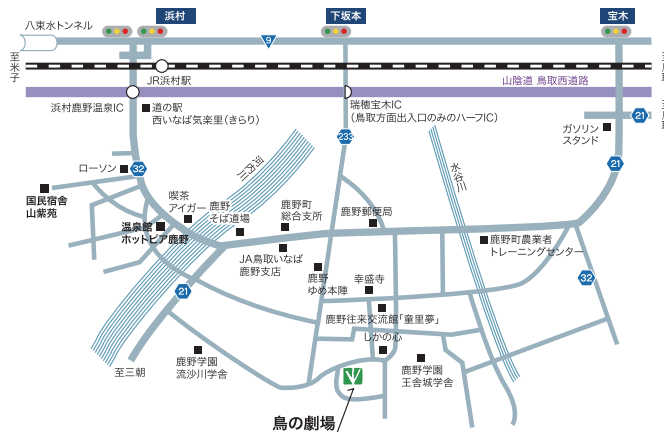 八束水トンネル
浜村
下坂本
宝木
9
至米子
JR浜村駅
山陰道 鳥取西道路
浜村鹿野温泉IC
道の駅
西いなば気楽里（きらり）
瑞穂宝木IC
（鳥取方面出入口のみのハーフIC）
21
ガソリン
スタンド
233
河内川
水谷川
21
ローソン
32
国民宿舎
山紫苑
喫茶
アイガー
鹿野
そば道場
鹿野町
総合支所
鹿野郵便局
温泉館
ホットピア鹿野
JA鳥取いなば
鹿野支店
鹿野町農業者
トレーニングセンター
鹿野
ゆめ本陣
幸盛寺
32
21
鹿野往来交流館「童里夢」
しかの心
至三朝
鹿野学園
流沙川学舎
鹿野学園
王舎城学舎
鳥の劇場